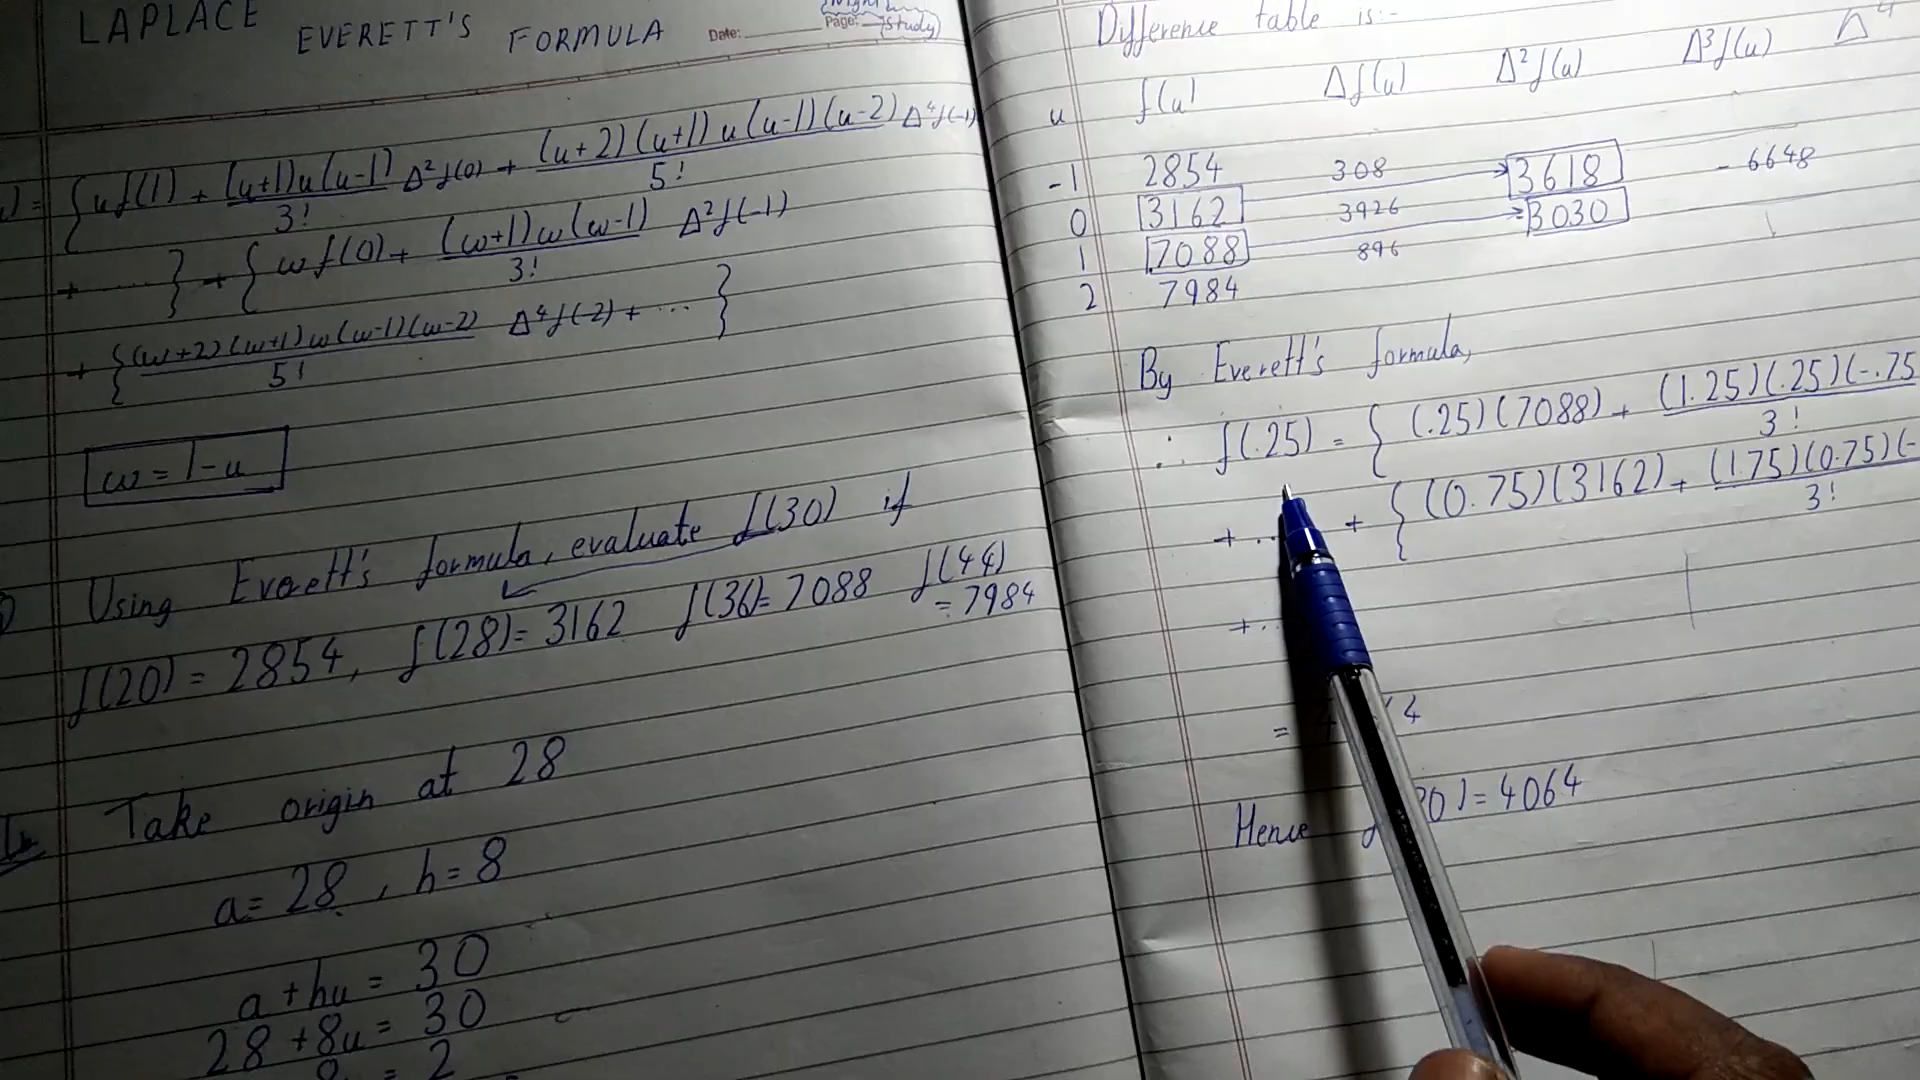 LAPLACE EVERETT'S FORMULA
Date: Page: Study)
) = { u f(1) + (u+1)u(u-1)/3! Δ²f(0) + (u+2)(u+1)u(u-1)(u-2)/5! Δ⁴f(-1)
+ ...... } + { ω f(0) + (ω+1)ω(ω-1)/3! Δ²f(-1)
+ { (ω+2)(ω+1)ω(ω-1)(ω-2)/5! Δ⁴f(-2) + ... }
ω = 1-u
Using Everett's formula, evaluate f(30) if
f(20) = 2854, f(28) = 3162 f(36) = 7088 f(44) = 7984
Take origin at 28
a = 28, h = 8
a + hu = 30
28 + 8u = 30
= 2
Difference table is:-
u f(u) Δf(u) Δ²f(u) Δ³f(u) Δ⁴
-1 2854 308 3618 -6648
0 3162 3926 3030
1 7088 896
2 7984
By Everett's formula,
∴ f(.25) = { (.25)(7088) + (1.25)(.25)(-.75/3!
+ .. + { (0.75)(3162) + (1.75)(0.75)(-/3!
+ ..
= 4 4
Hence 30) = 4064